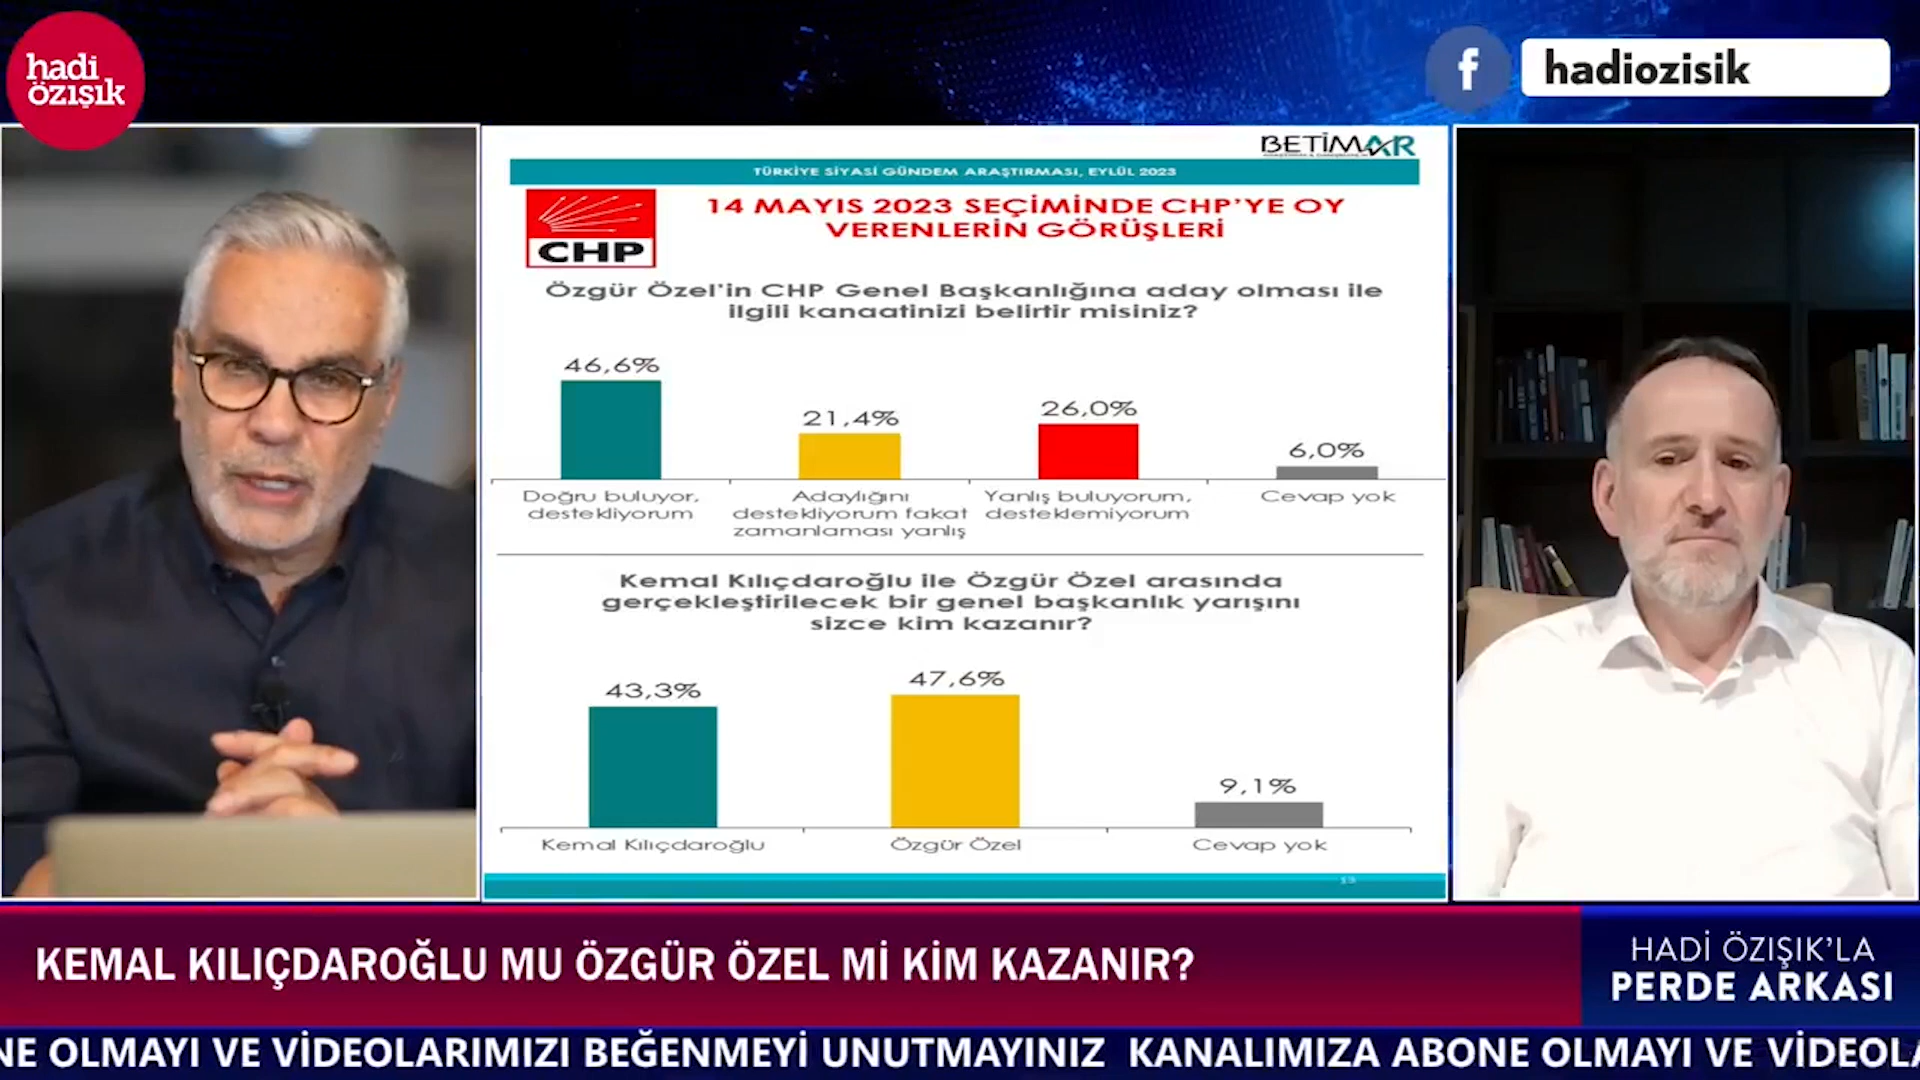 hadi
özışık
f
hadiozisik
BETİMAR
TÜRKİYE SİYASİ GÜNDEM ARAŞTIRMASI, EYLÜL 2023
CHP
14 MAYIS 2023 SEÇİMİNDE CHP'YE OY
VERENLERİN GÖRÜŞLERİ
Özgür Özel'in CHP Genel Başkanlığına aday olması ile
ilgili kanaatinizi belirtir misiniz?
46,6%
21,4%
26,0%
6,0%
Doğru buluyor,
destekliyorum
Adaylığını
destekliyorum fakat
zamanlaması yanlış
Yanlış buluyorum,
desteklemiyorum
Cevap yok
Kemal Kılıçdaroğlu ile Özgür Özel arasında
gerçekleştirilecek bir genel başkanlık yarışını
sizce kim kazanır?
43,3%
47,6%
9,1%
Kemal Kılıçdaroğlu
Özgür Özel
Cevap yok
KEMAL KILIÇDAROĞLU MU ÖZGÜR ÖZEL Mİ KİM KAZANIR?
HADİ ÖZIŞIK'LA
PERDE ARKASI
NE OLMAYI VE VİDEOLARIMIZI BEĞENMEYİ UNUTMAYINIZ KANALIMIZA ABONE OLMAYI VE VİDEOLA